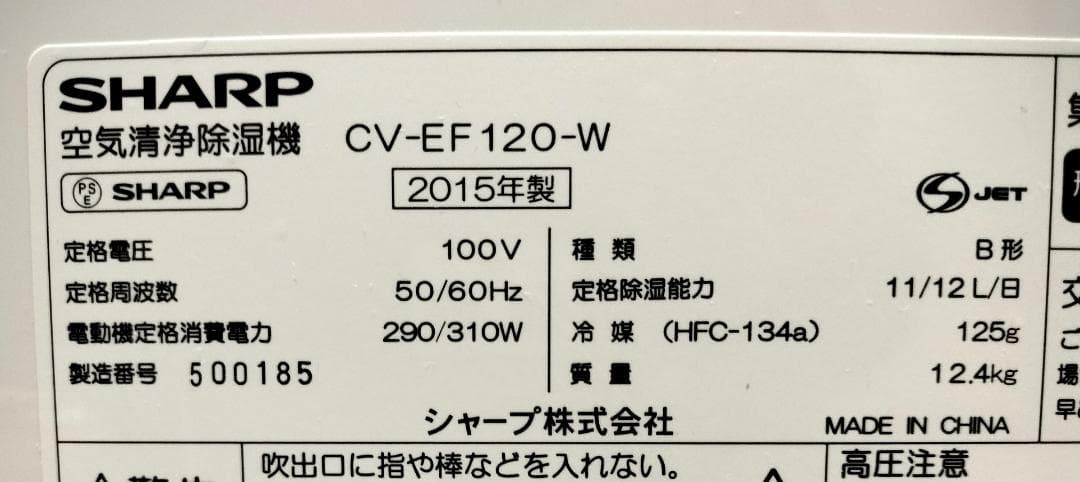 SHARP
空気清浄除湿機 CV-EF120-W
PSE SHARP
2015年製
JET
定格電圧 100V
定格周波数 50/60Hz
電動機定格消費電力 290/310W
製造番号 500185
種類 B形
定格除湿能力 11/12 L/日
冷媒 (HFC-134a) 125g
質量 12.4kg
シャープ株式会社
MADE IN CHINA
吹出口に指や棒などを入れない。
高圧注意
交
ご
場